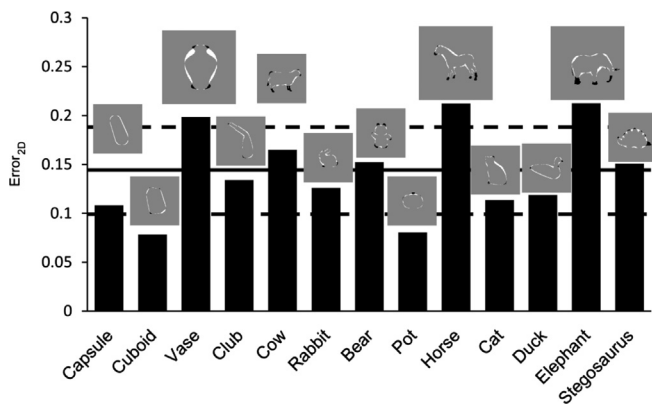 0.3
0.25
0.2
0.15
0.1
0.05
0
Error2D
Capsule
Cuboid
Vase
Club
Cow
Rabbit
Bear
Pot
Horse
Cat
Duck
Elephant
Stegosaurus